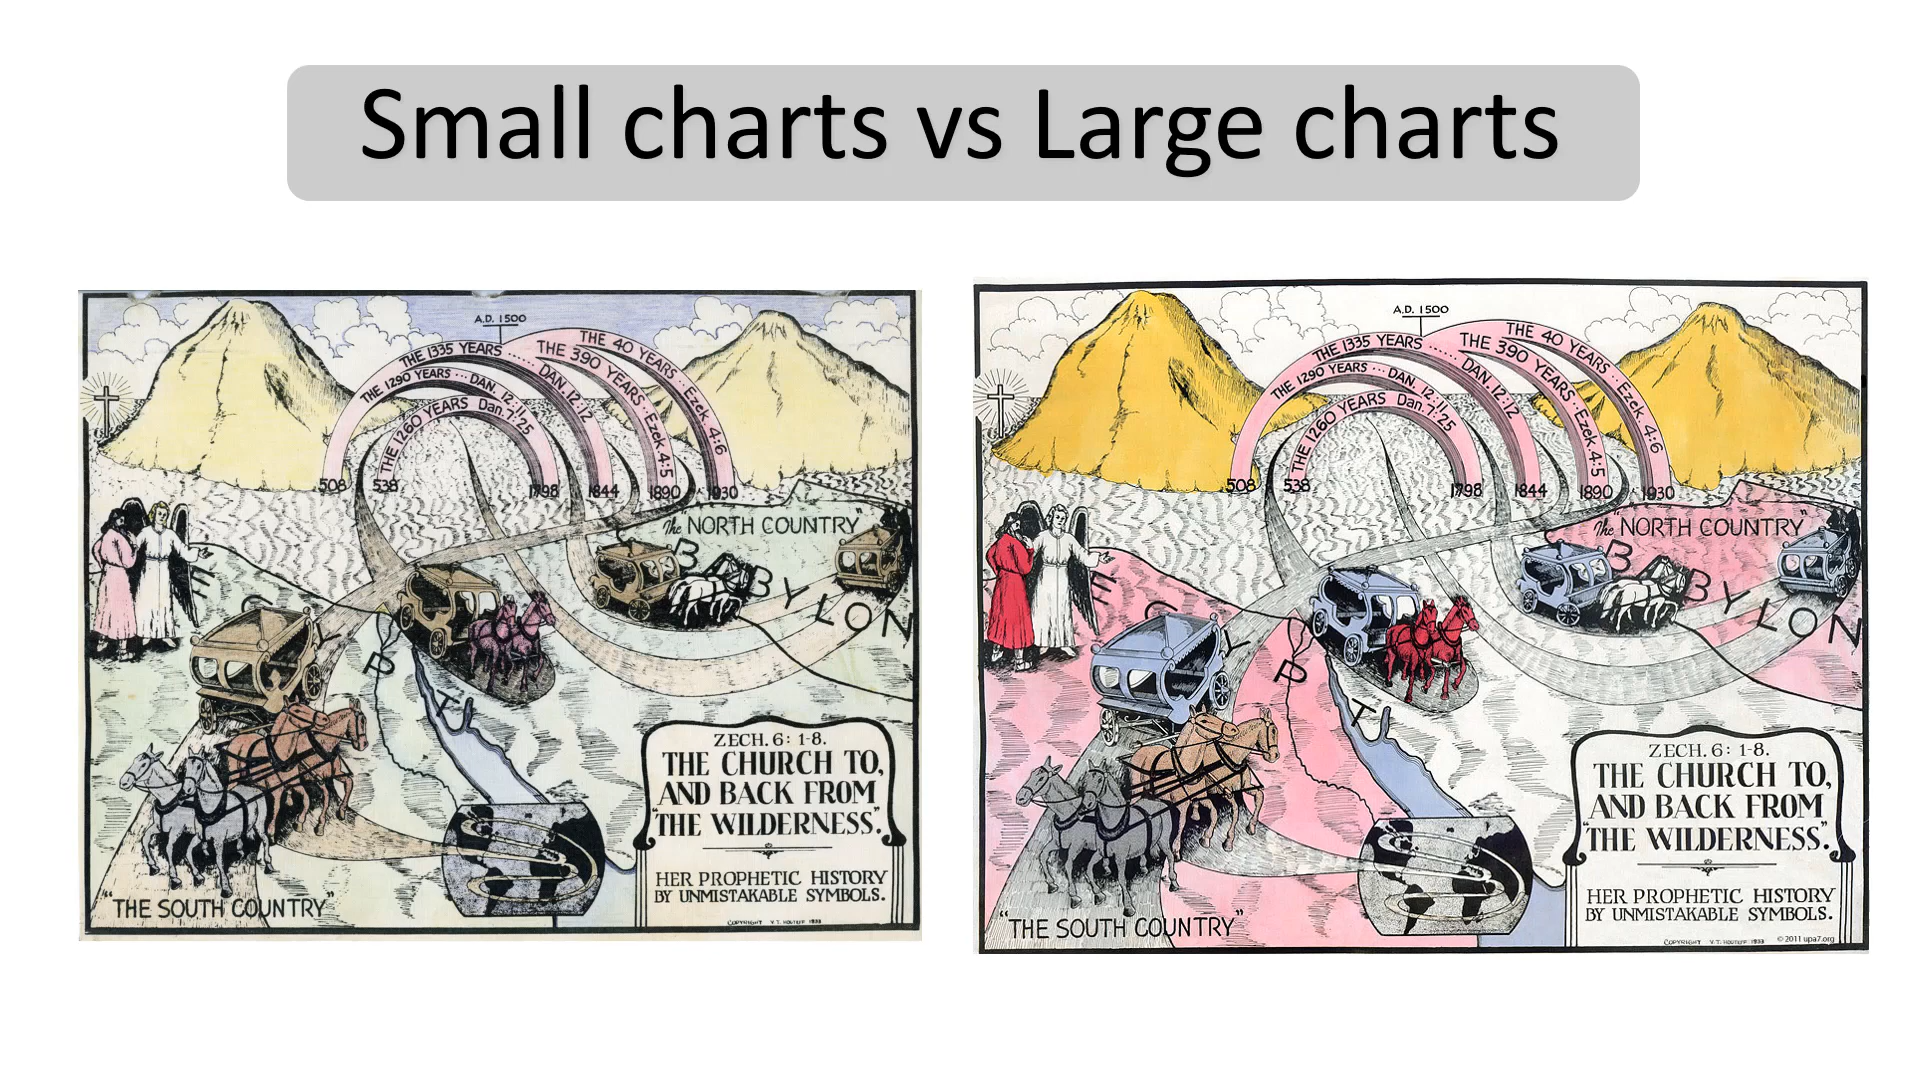 Small charts vs Large charts
A.D. 1500
THE 1335 YEARS ...... DAN. 12:12
THE 390 YEARS .. Ezek. 4:5
THE 40 YEARS .. Ezek. 4:6
THE 1290 YEARS ... DAN. 12:11,
THE 1260 YEARS Dan. 7:25
508
538
1798
1844
1890
1930
The "NORTH COUNTRY"
BABYLON
EGYPT
ZECH. 6: 1-8.
THE CHURCH TO,
AND BACK FROM
"THE WILDERNESS".
HER PROPHETIC HISTORY
BY UNMISTAKABLE SYMBOLS.
"THE SOUTH COUNTRY"
COPYRIGHT V.T. HOUTEFF 1933
A.D. 1500
THE 1335 YEARS ...... DAN. 12:12
THE 390 YEARS .. Ezek. 4:5
THE 40 YEARS .. Ezek. 4:6
THE 1290 YEARS ... DAN. 12:11,
THE 1260 YEARS Dan. 7:25
508
538
1798
1844
1890
1930
The "NORTH COUNTRY"
BABYLON
EGYPT
ZECH. 6: 1-8.
THE CHURCH TO,
AND BACK FROM
"THE WILDERNESS".
HER PROPHETIC HISTORY
BY UNMISTAKABLE SYMBOLS.
"THE SOUTH COUNTRY"
COPYRIGHT V.T. HOUTEFF 1933 © 2011 upa7.org